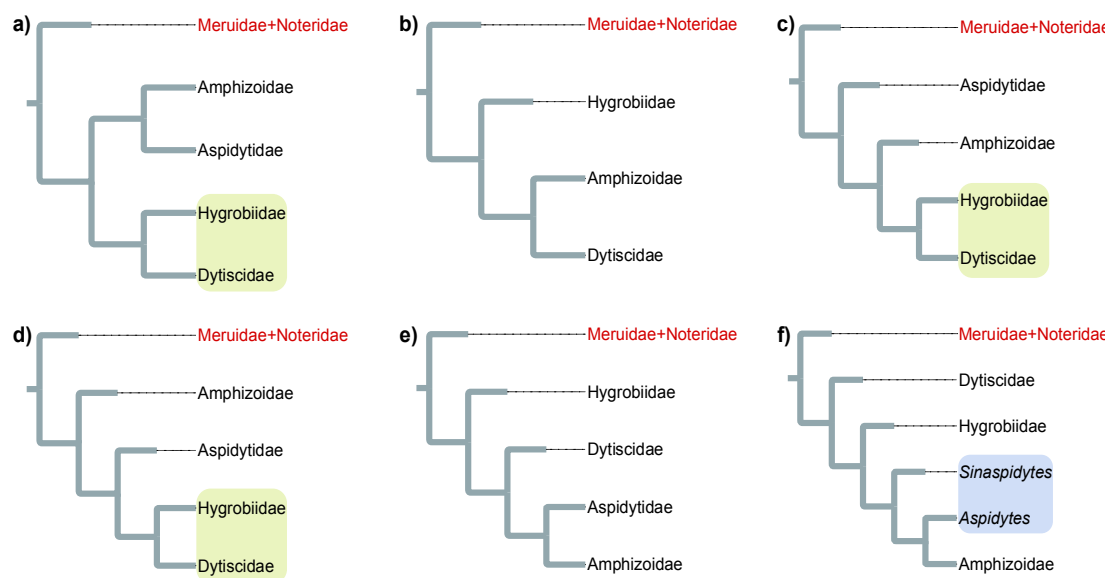 a)
Meruidae+Noteridae
Amphizoidae
Aspidytidae
Hygrobiidae
Dytiscidae
b)
Meruidae+Noteridae
Hygrobiidae
Amphizoidae
Dytiscidae
c)
Meruidae+Noteridae
Aspidytidae
Amphizoidae
Hygrobiidae
Dytiscidae
d)
Meruidae+Noteridae
Amphizoidae
Aspidytidae
Hygrobiidae
Dytiscidae
e)
Meruidae+Noteridae
Hygrobiidae
Dytiscidae
Aspidytidae
Amphizoidae
f)
Meruidae+Noteridae
Dytiscidae
Hygrobiidae
Sinaspidytes
Aspidytes
Amphizoidae